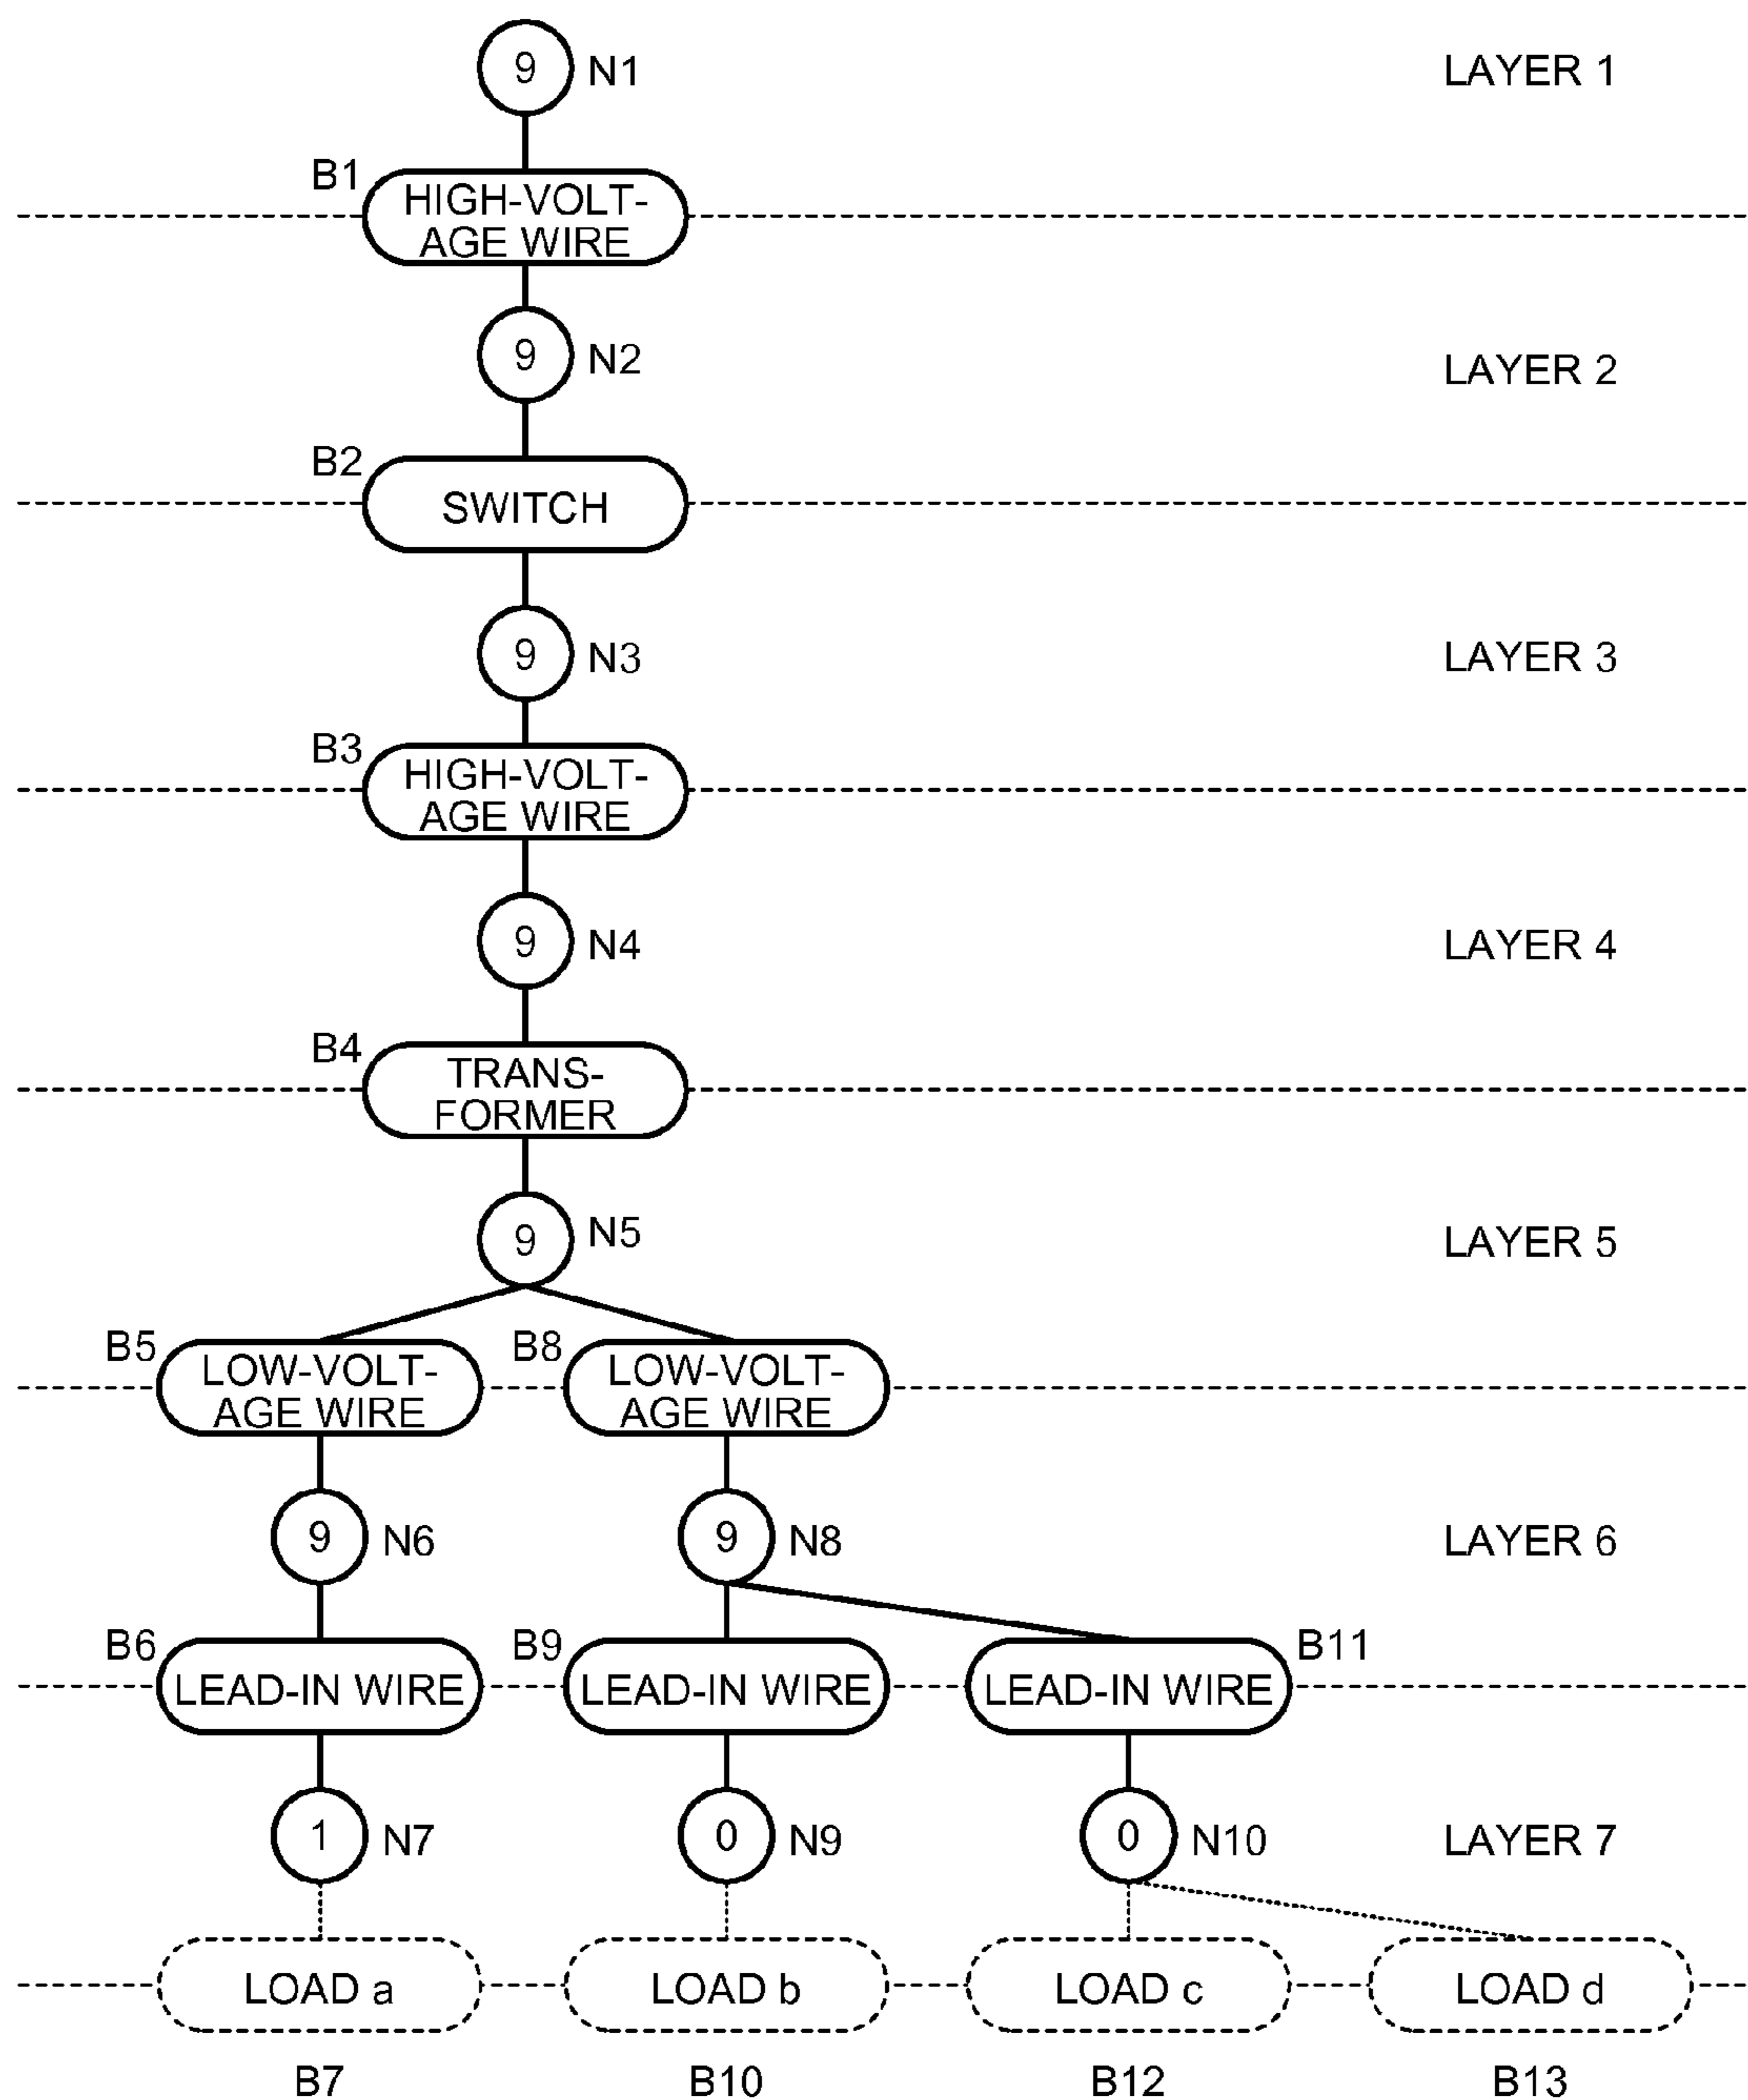 9 N1 LAYER 1
B1
HIGH-VOLT-
AGE WIRE
9 N2 LAYER 2
B2
SWITCH
9 N3 LAYER 3
B3
HIGH-VOLT-
AGE WIRE
9 N4 LAYER 4
B4
TRANS-
FORMER
9 N5 LAYER 5
B5 B8
LOW-VOLT- LOW-VOLT-
AGE WIRE AGE WIRE
9 N6 9 N8 LAYER 6
B6 B9 B11
LEAD-IN WIRE LEAD-IN WIRE LEAD-IN WIRE
1 N7 0 N9 0 N10 LAYER 7
LOAD a LOAD b LOAD c LOAD d
B7 B10 B12 B13